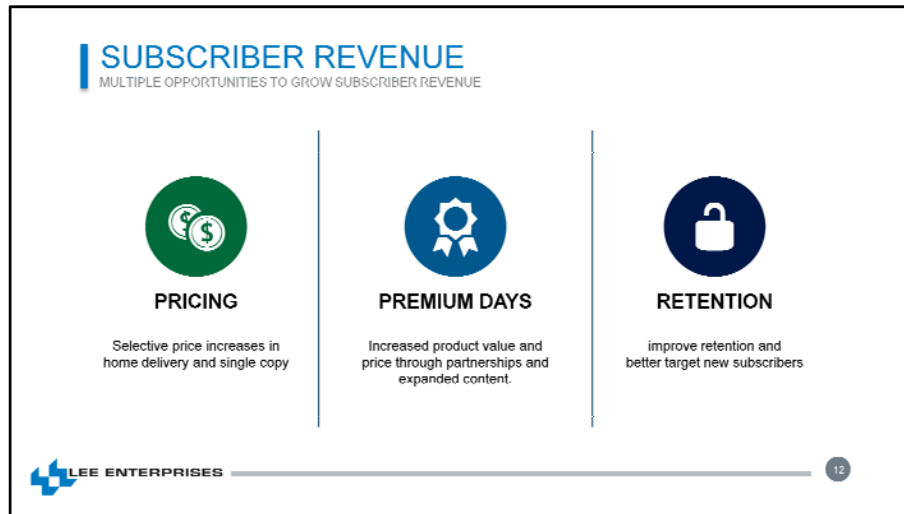 SUBSCRIBER REVENUE
MULTIPLE OPPORTUNITIES TO GROW SUBSCRIBER REVENUE
$
$
PRICING
Selective price increases in
home delivery and single copy
PREMIUM DAYS
Increased product value and
price through partnerships and
expanded content.
RETENTION
improve retention and
better target new subscribers
LEE ENTERPRISES
12